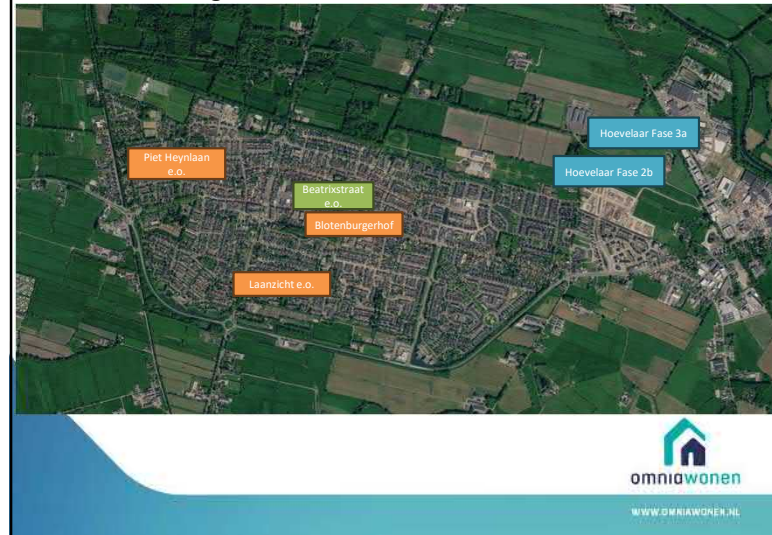 Hoevelaar Fase 3a
Piet Heynlaan
e.o.
Hoevelaar Fase 2b
Beatrixstraat
e.o.
Blotenburgerhof
Laanzicht e.o.
omniawonen
WWW.OMNIAWONEN.NL